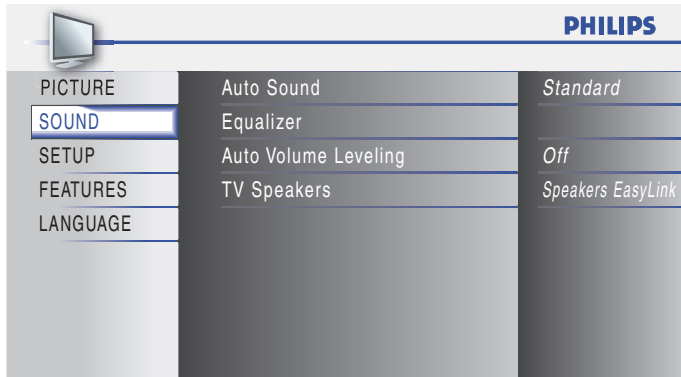 PHILIPS
PICTURE Auto Sound Standard
SOUND Equalizer
SETUP Auto Volume Leveling Off
FEATURES TV Speakers Speakers EasyLink
LANGUAGE